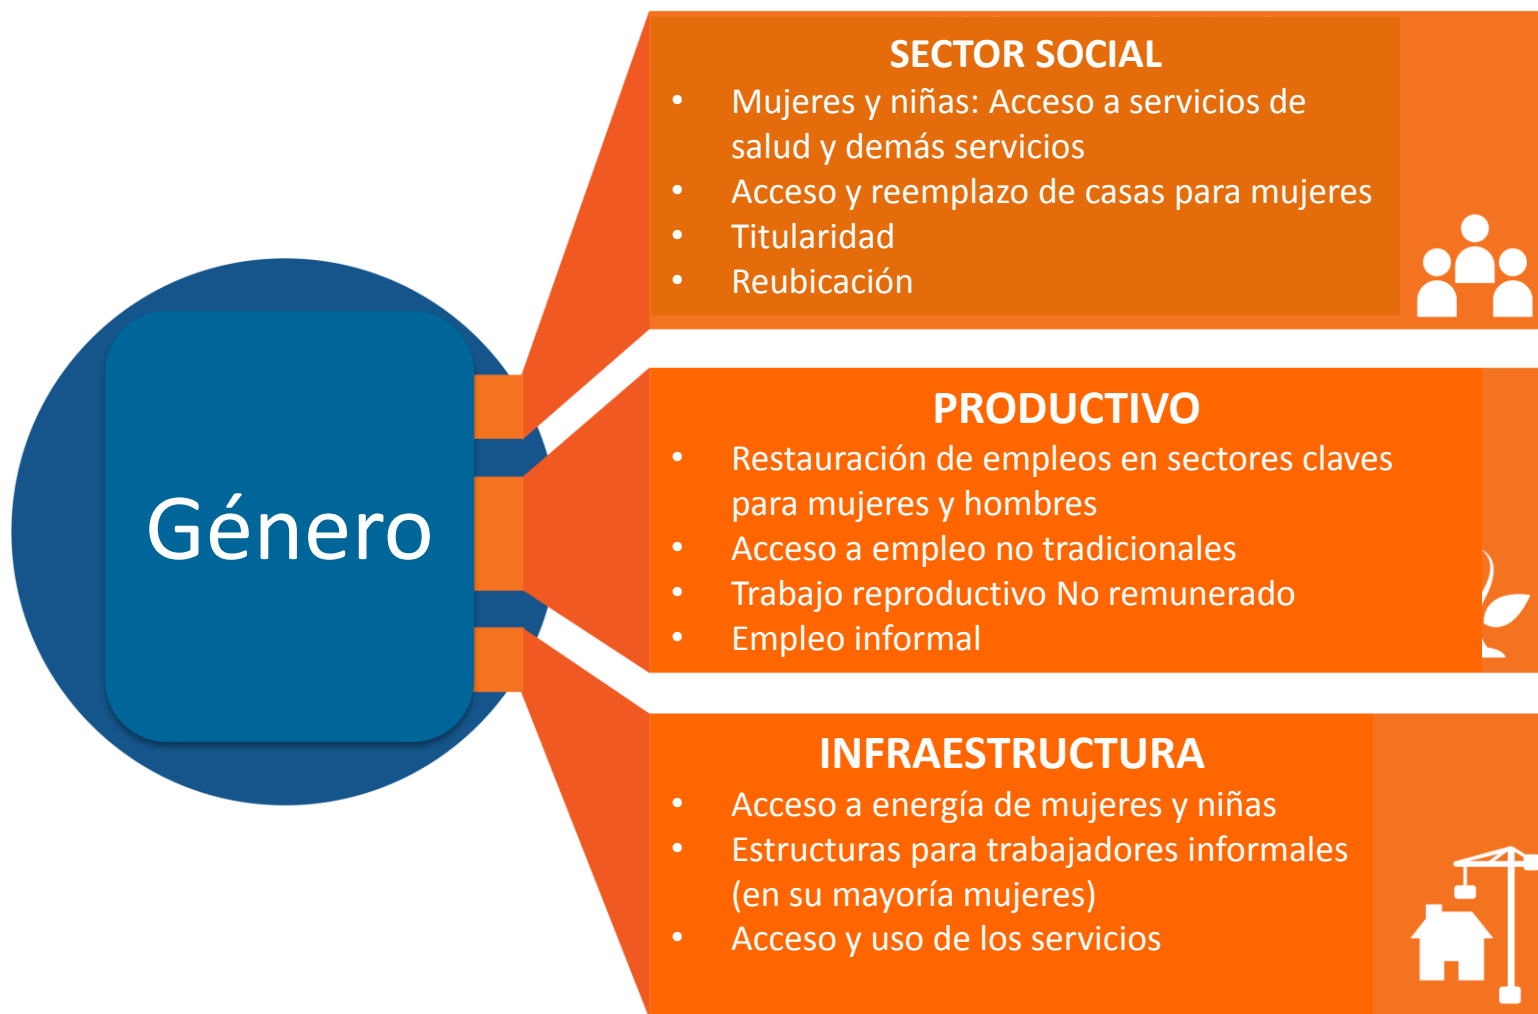 Género
SECTOR SOCIAL
• Mujeres y niñas: Acceso a servicios de
salud y demás servicios
• Acceso y reemplazo de casas para mujeres
• Titularidad
• Reubicación
PRODUCTIVO
• Restauración de empleos en sectores claves
para mujeres y hombres
• Acceso a empleo no tradicionales
• Trabajo reproductivo No remunerado
• Empleo informal
INFRAESTRUCTURA
• Acceso a energía de mujeres y niñas
• Estructuras para trabajadores informales
(en su mayoría mujeres)
• Acceso y uso de los servicios